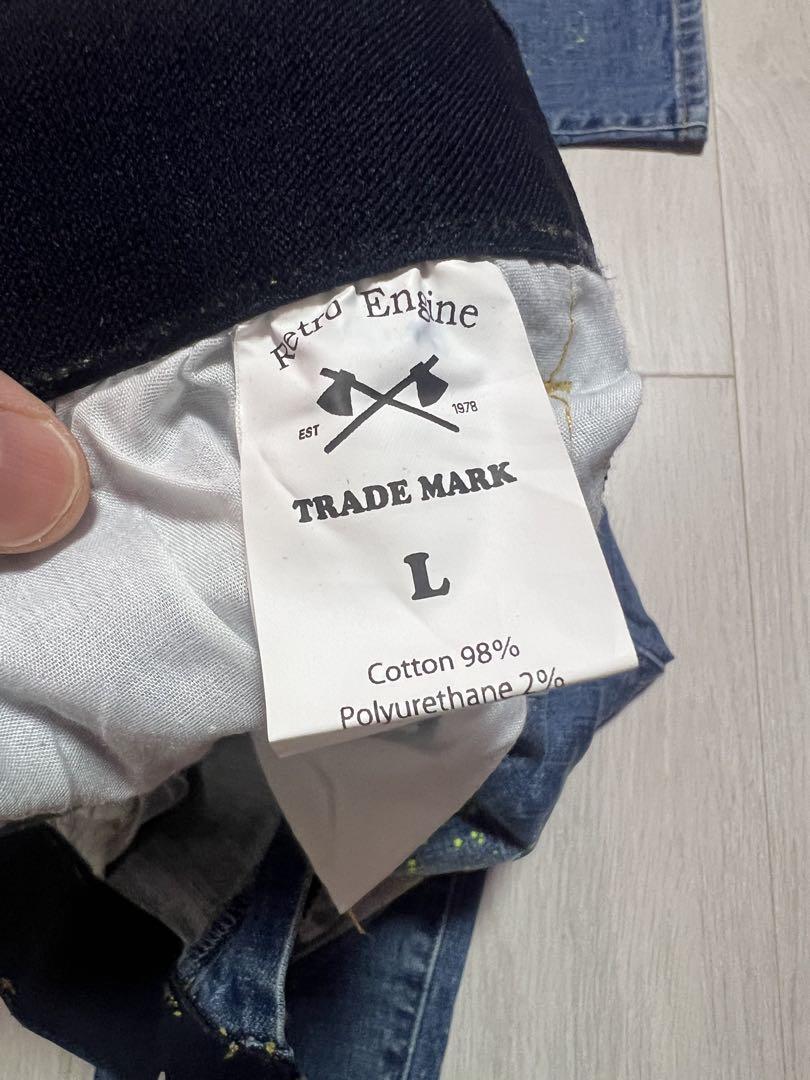 Retro Engine
EST 1978
TRADE MARK
L
Cotton 98%
Polyurethane 2%